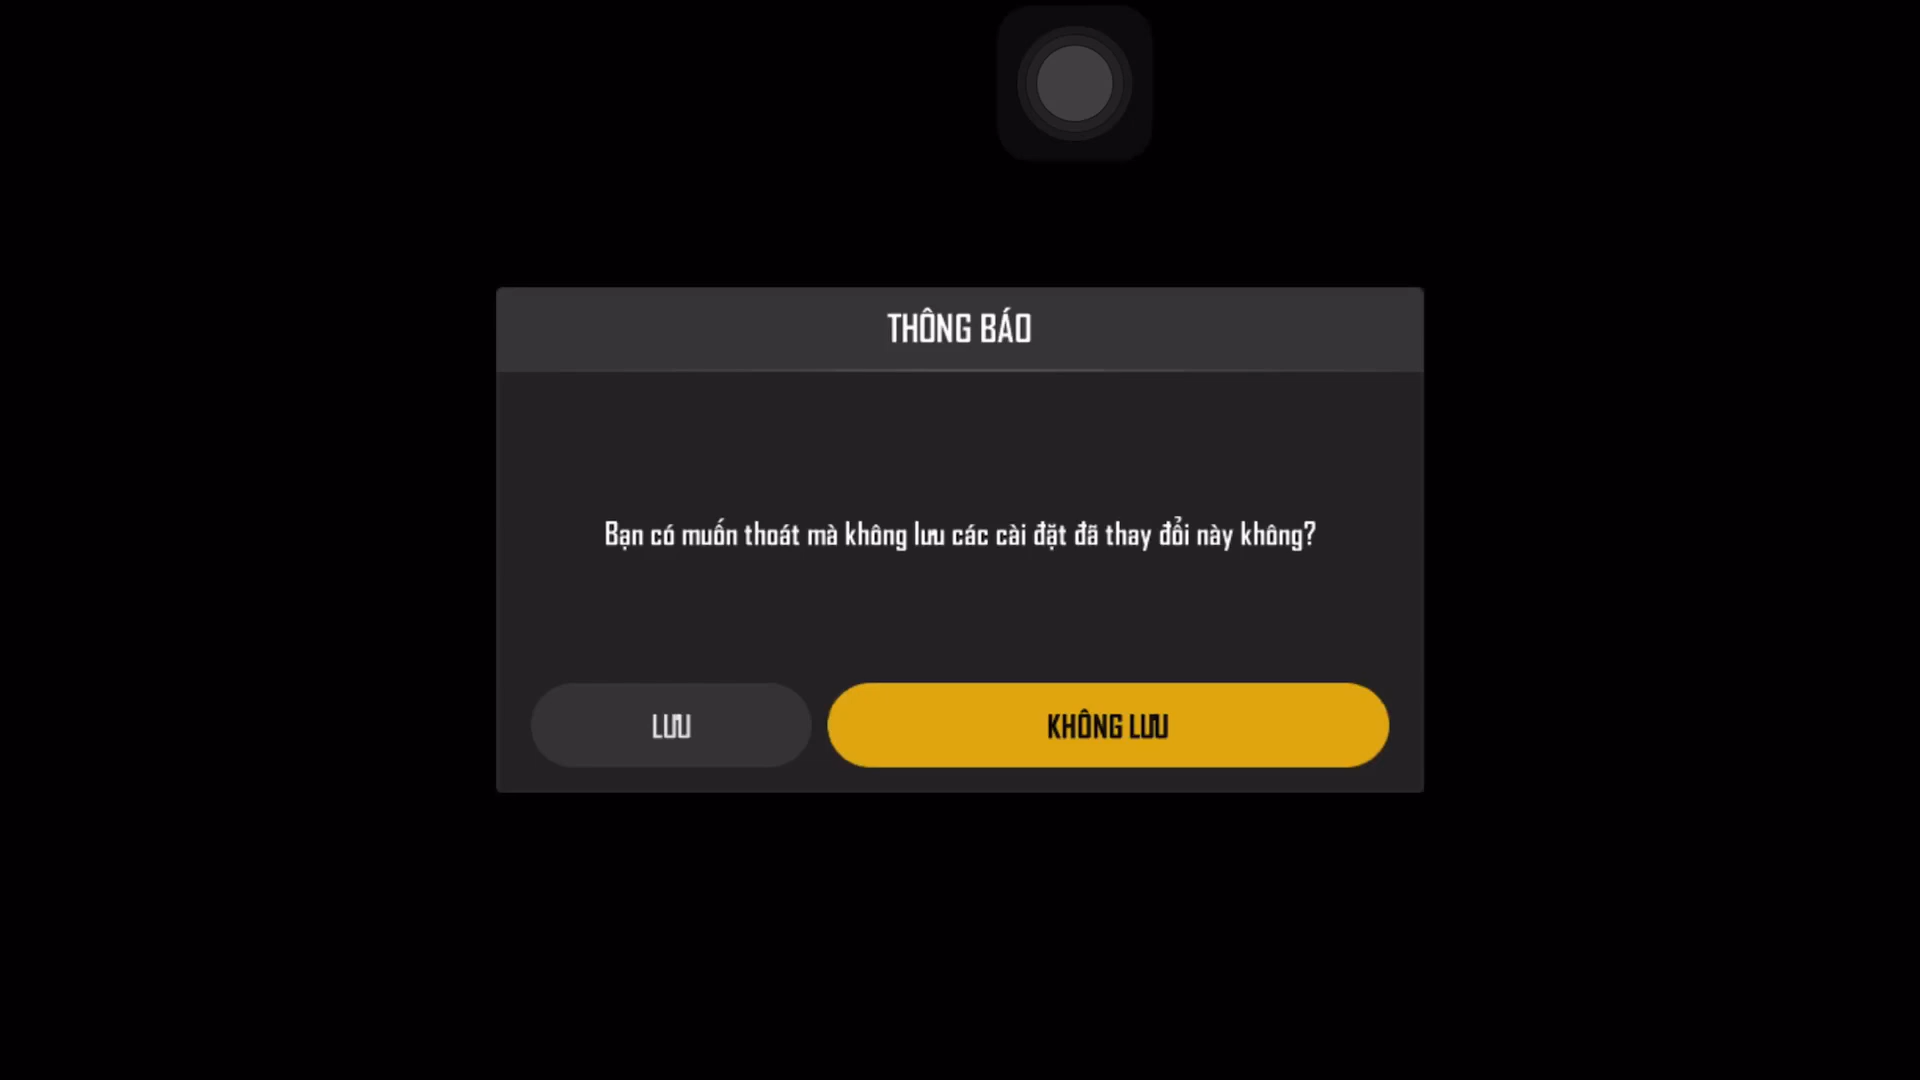 THÔNG BÁO
Bạn có muốn thoát mà không lưu các cài đặt đã thay đổi này không?
LƯU
KHÔNG LƯU